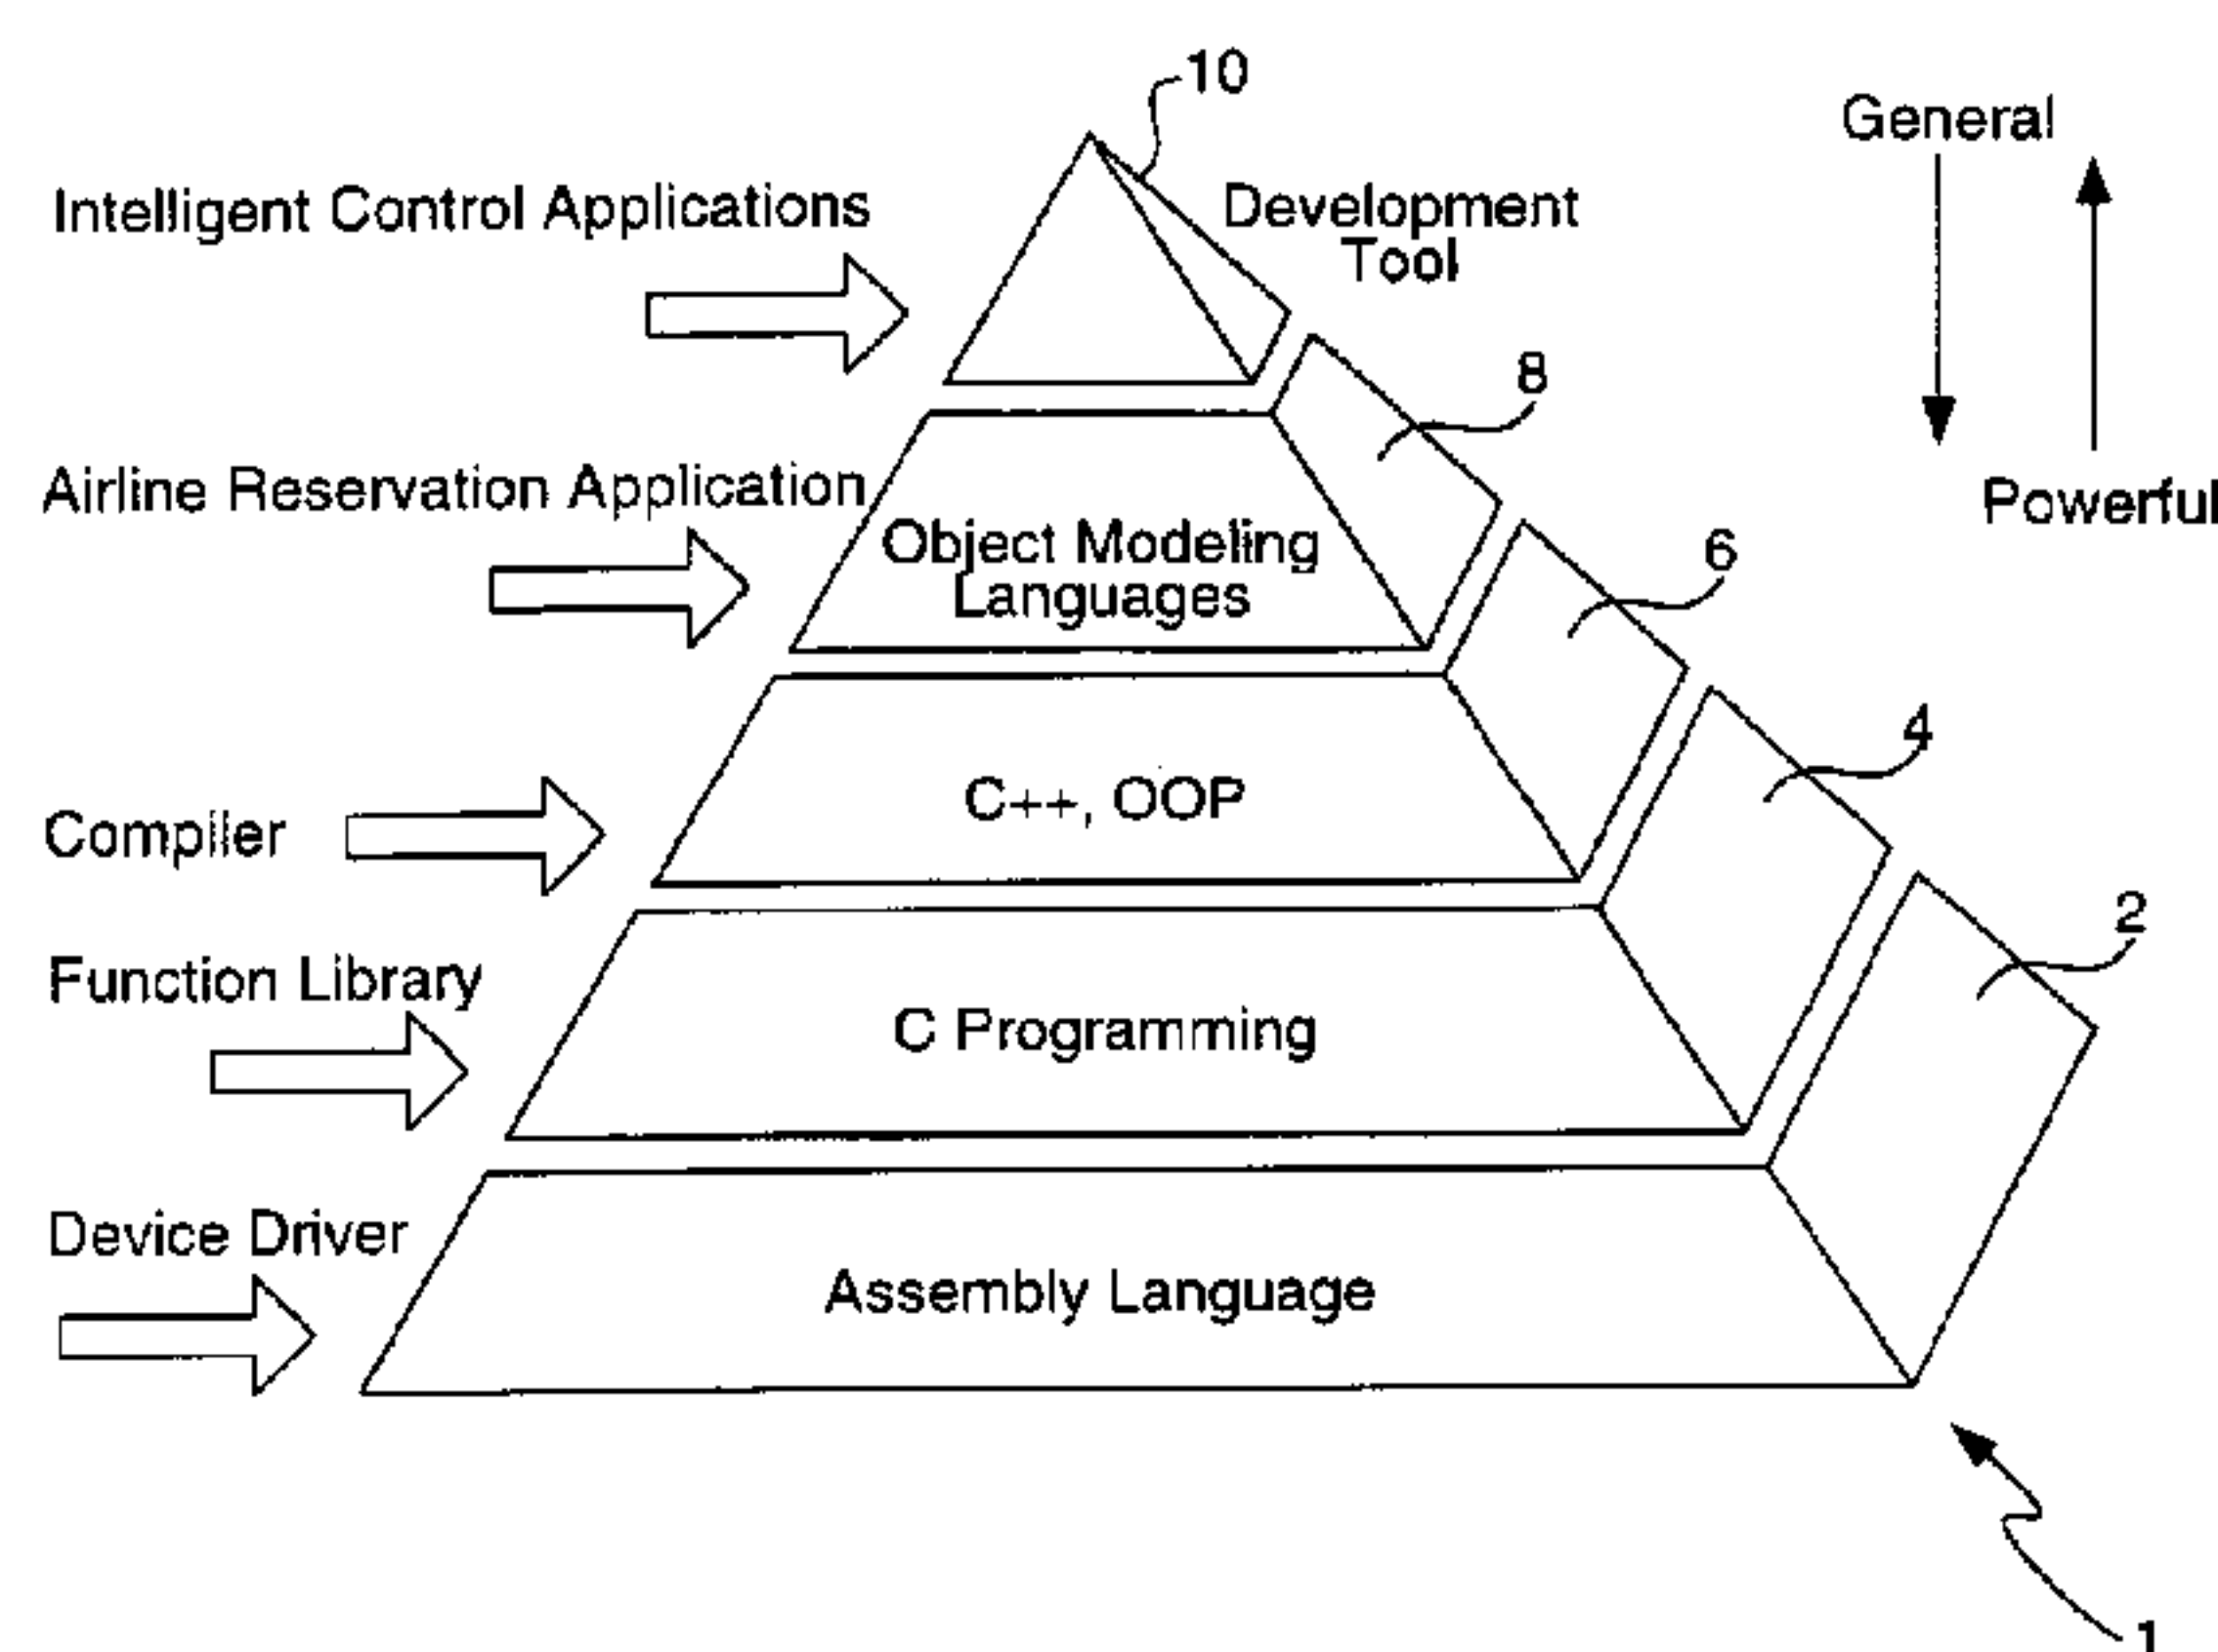 10
General
Intelligent Control Applications
Development
Tool
8
Airline Reservation Application
Powerful
Object Modeling
Languages
6
4
Compiler
C++, OOP
2
Function Library
C Programming
Device Driver
Assembly Language
1